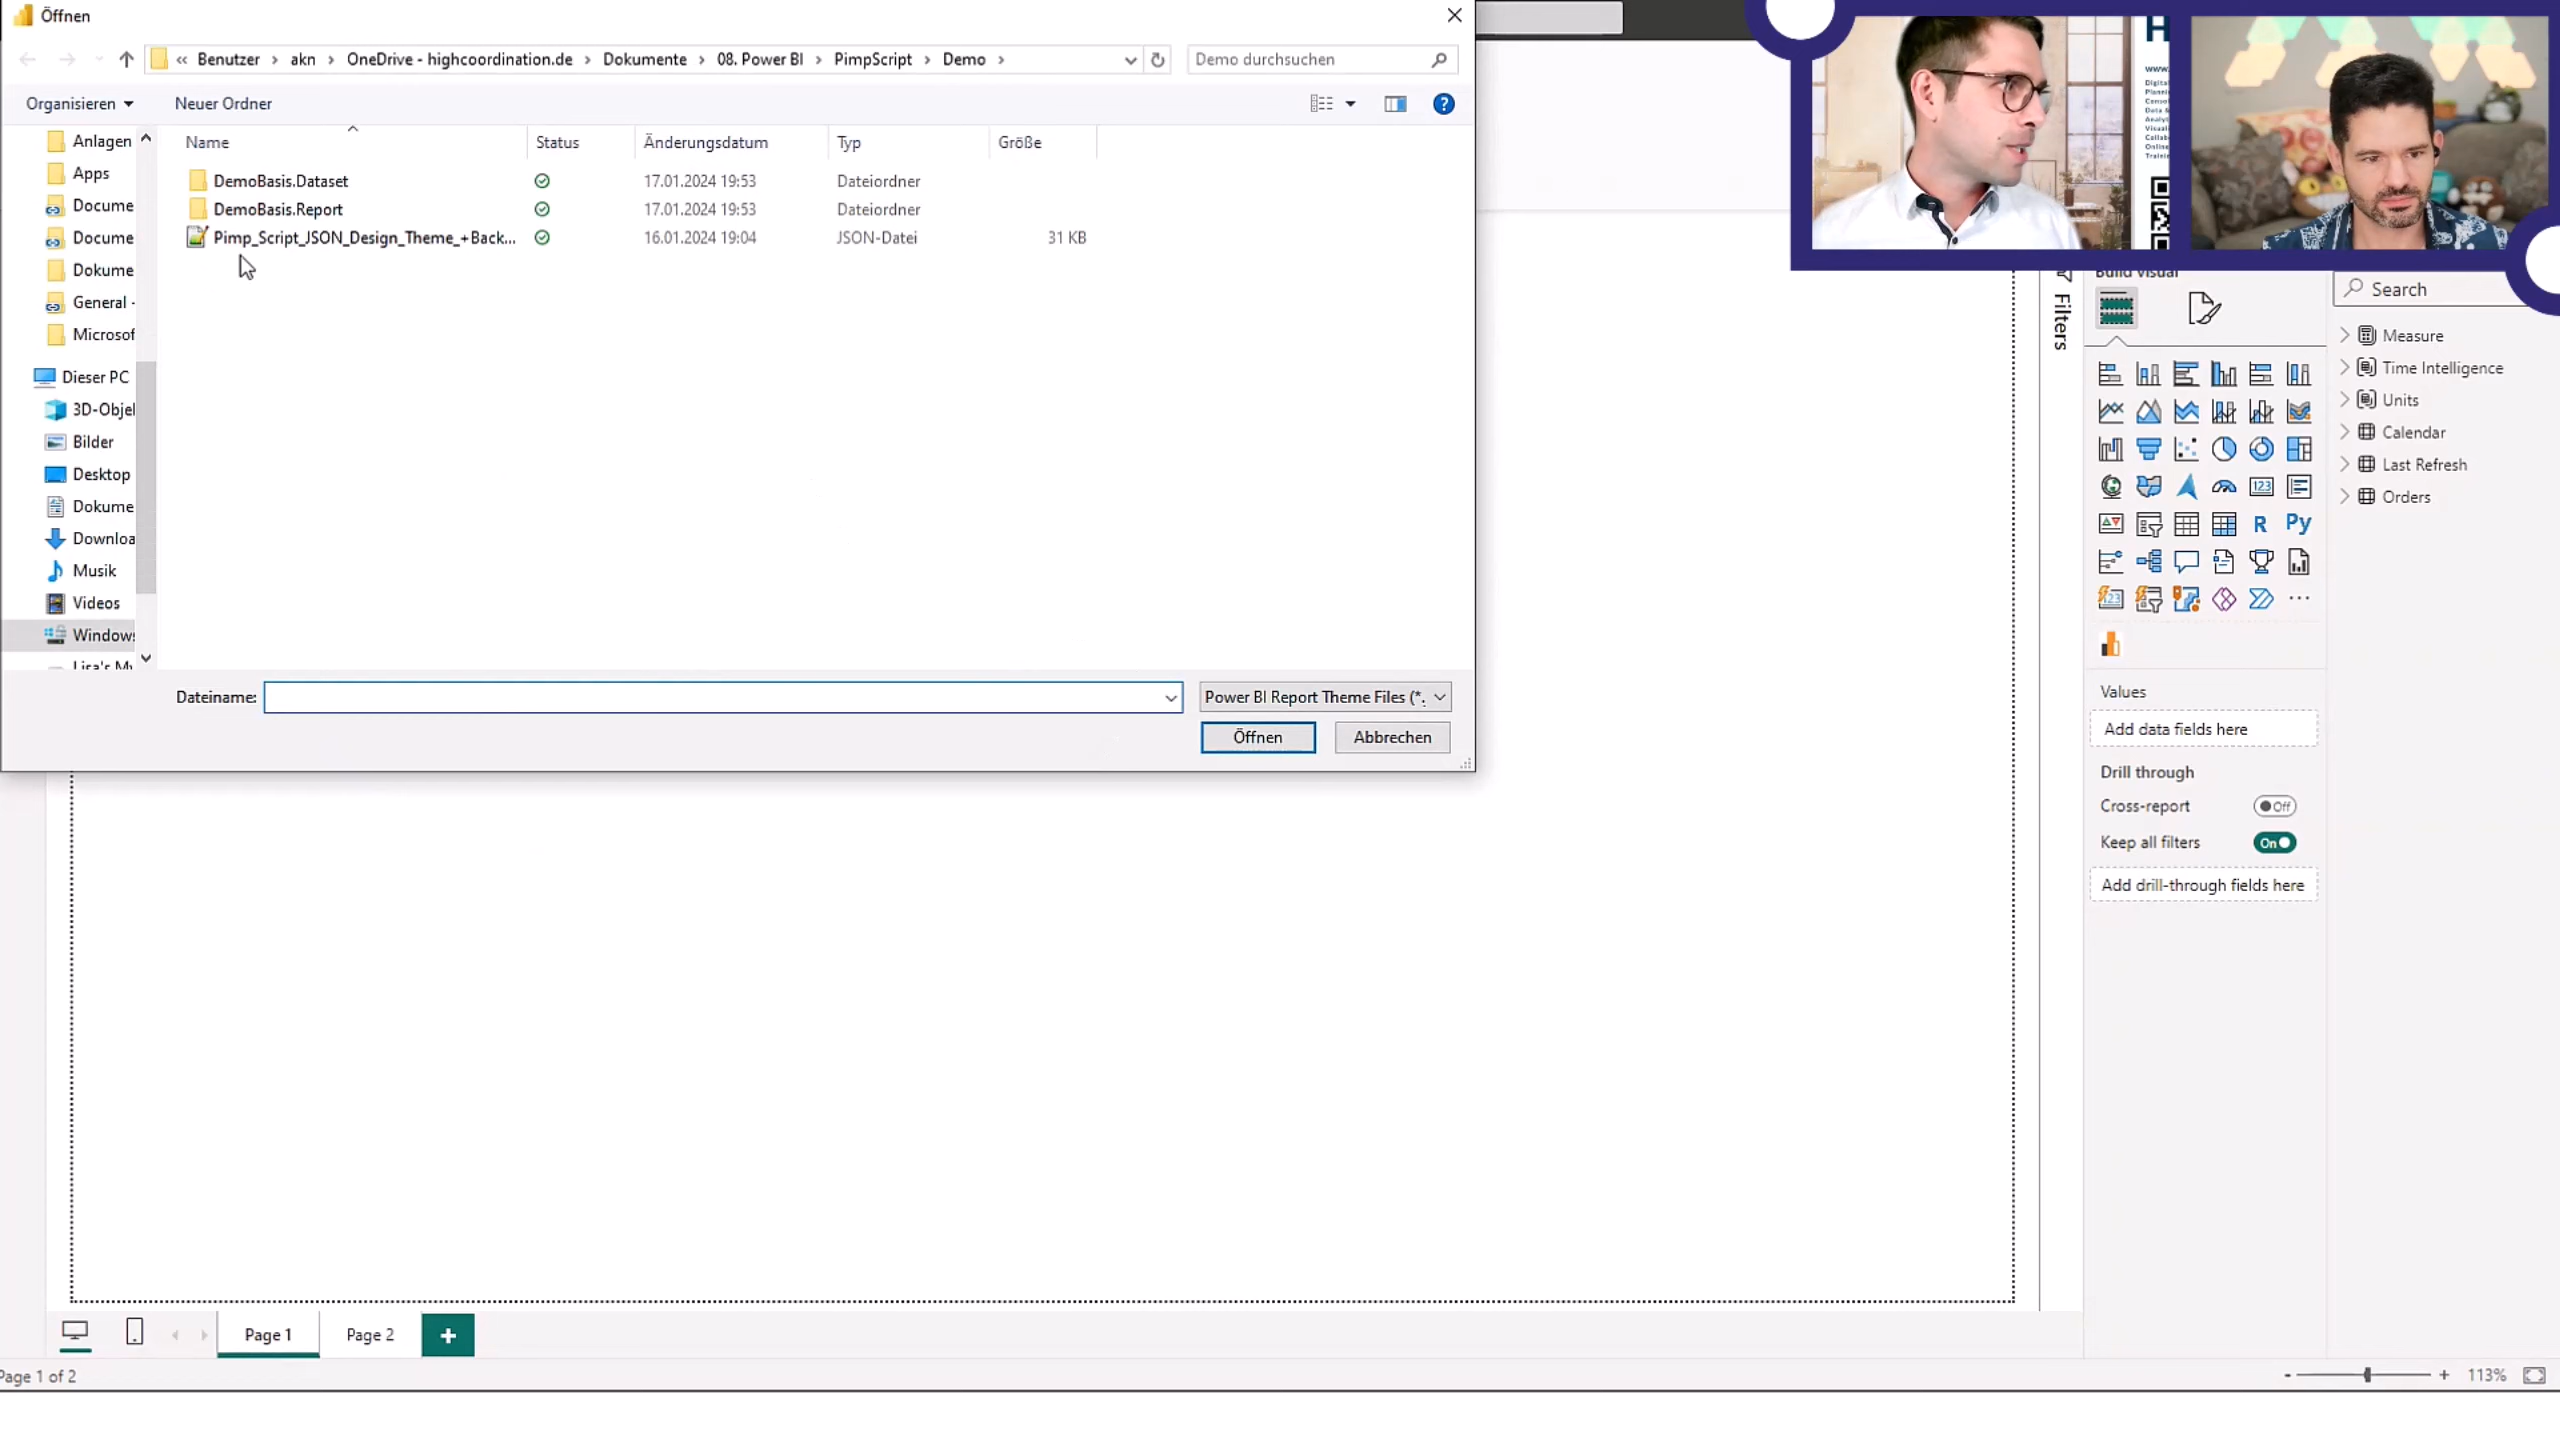 Öffnen
« Benutzer › akn › OneDrive - highcoordination.de › Dokumente › 08. Power BI › PimpScript › Demo ›
Demo durchsuchen
Organisieren
Neuer Ordner
Name
Status
Änderungsdatum
Typ
Größe
DemoBasis.Dataset
17.01.2024 19:53
Dateiordner
DemoBasis.Report
17.01.2024 19:53
Dateiordner
Pimp_Script_JSON_Design_Theme_+Back...
16.01.2024 19:04
JSON-Datei
31 KB
Anlagen
Apps
Docume
Docume
Dokume
General -
Microsof
Dieser PC
3D-Objel
Bilder
Desktop
Dokume
Downloa
Musik
Videos
Windows
Lisa's My
Dateiname:
Power BI Report Theme Files (*.
Öffnen
Abbrechen
Filters
Build visual
123
R
Py
123
Values
Add data fields here
Drill through
Cross-report
Off
Keep all filters
On
Add drill-through fields here
Search
Measure
Time Intelligence
Units
Calendar
Last Refresh
Orders
Page 1
Page 2
+
Page 1 of 2
- +
113%